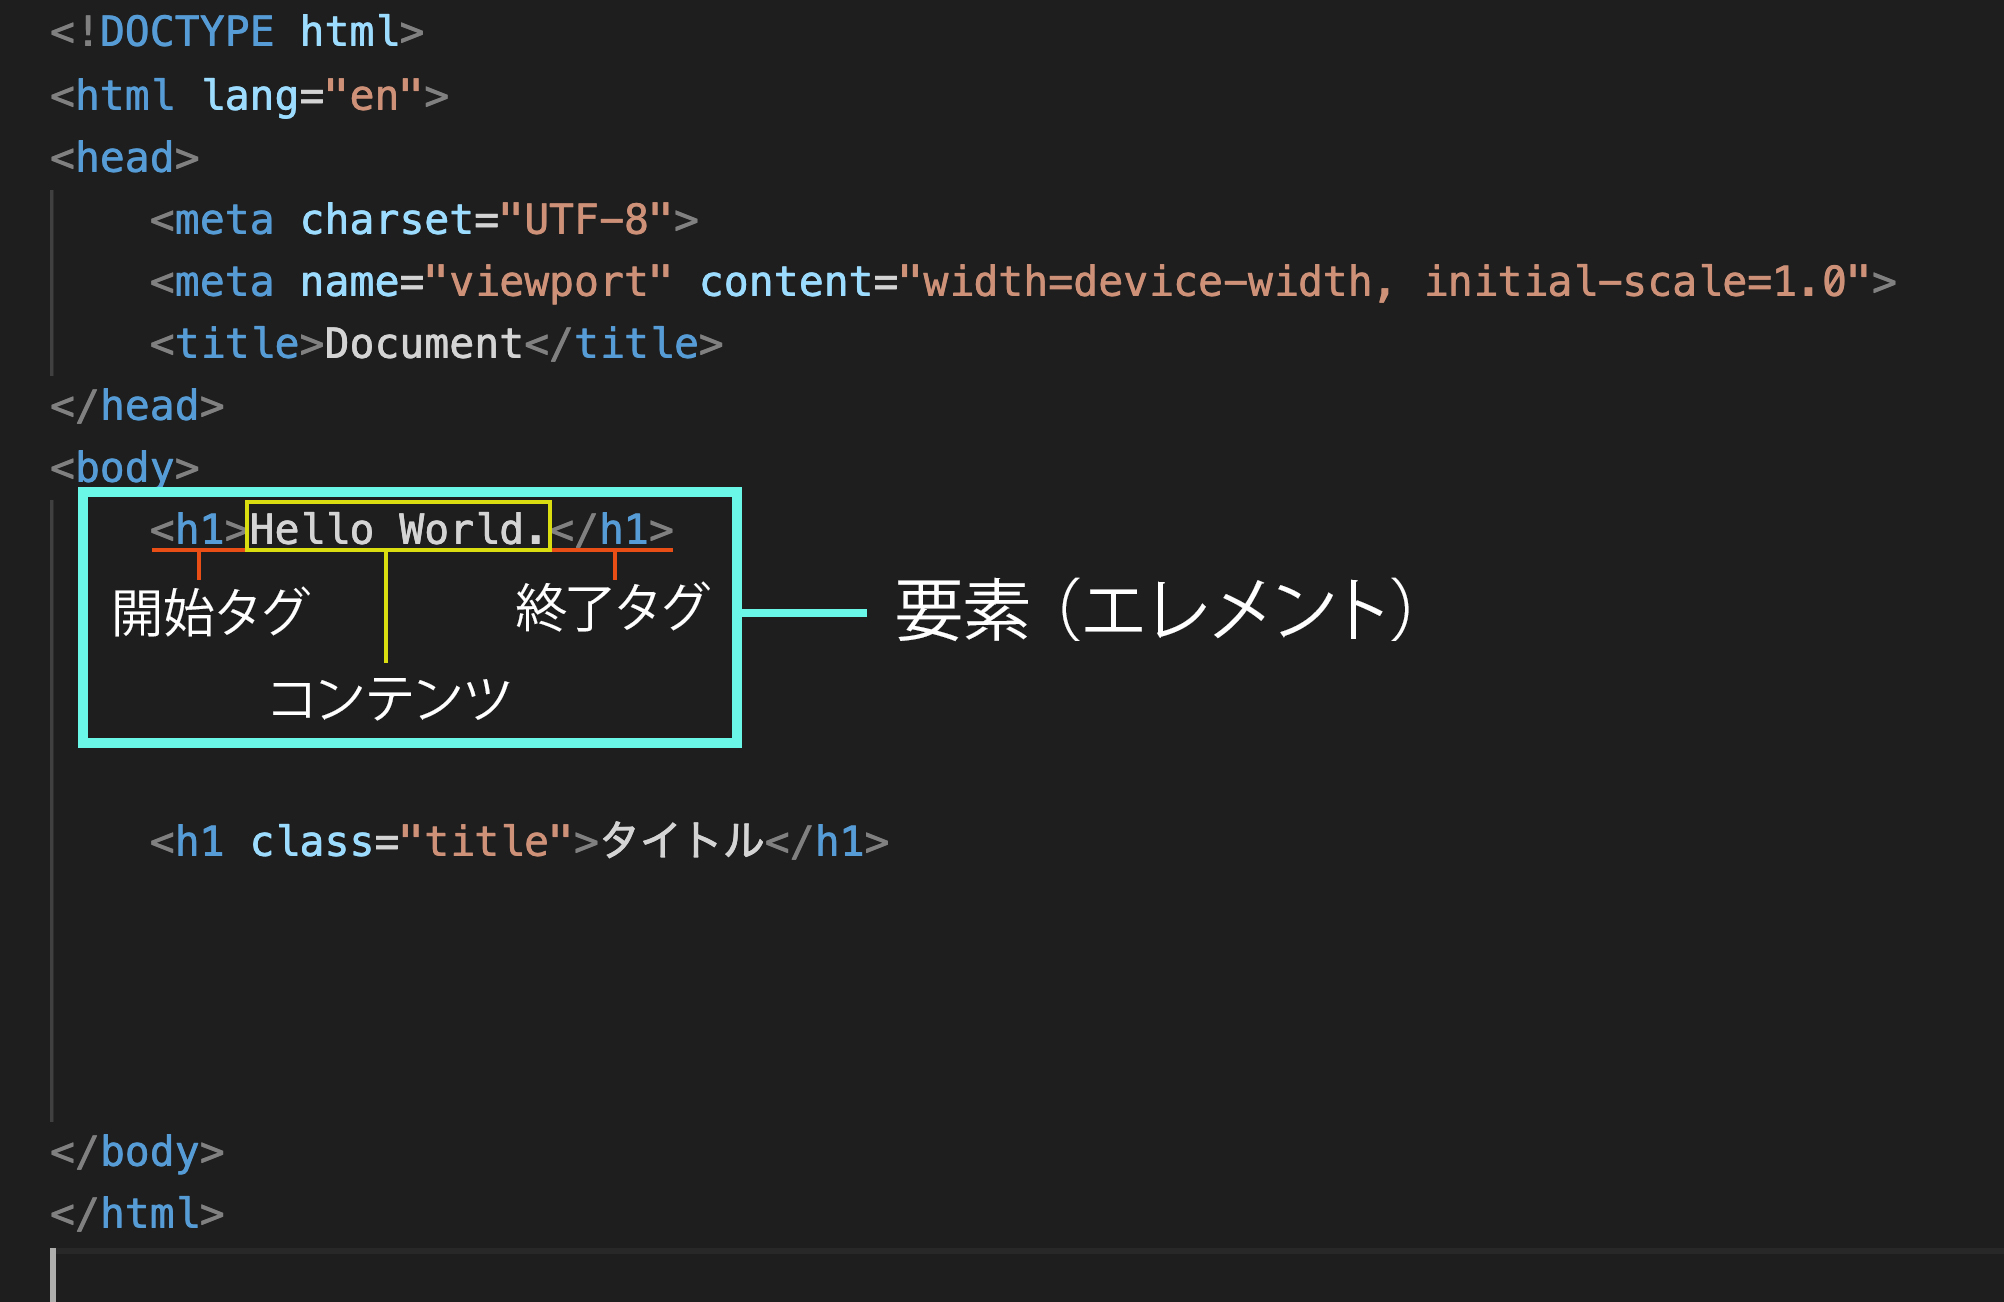 <!DOCTYPE html>
<html lang="en">
<head>
<meta charset="UTF-8">
<meta name="viewport" content="width=device-width, initial-scale=1.0">
<title>Document</title>
</head>
<body>
<h1>Hello World.</h1>
開始タグ 終了タグ
要素（エレメント）
コンテンツ
<h1 class="title">タイトル</h1>
</body>
</html>